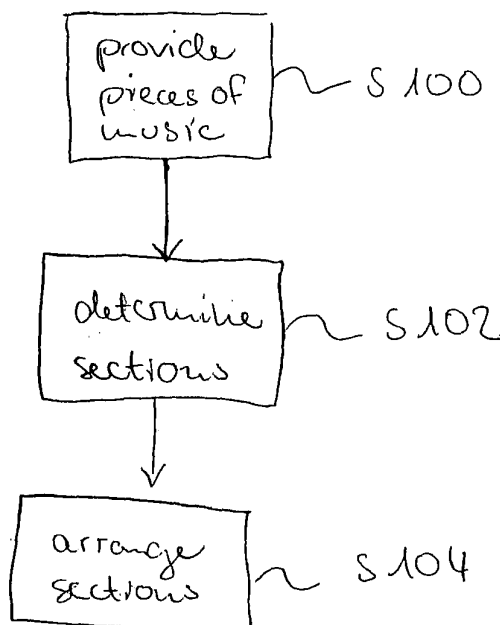 provide
pieces of
music
S 100
determine
sections
S 102
arrange
sections
S 104